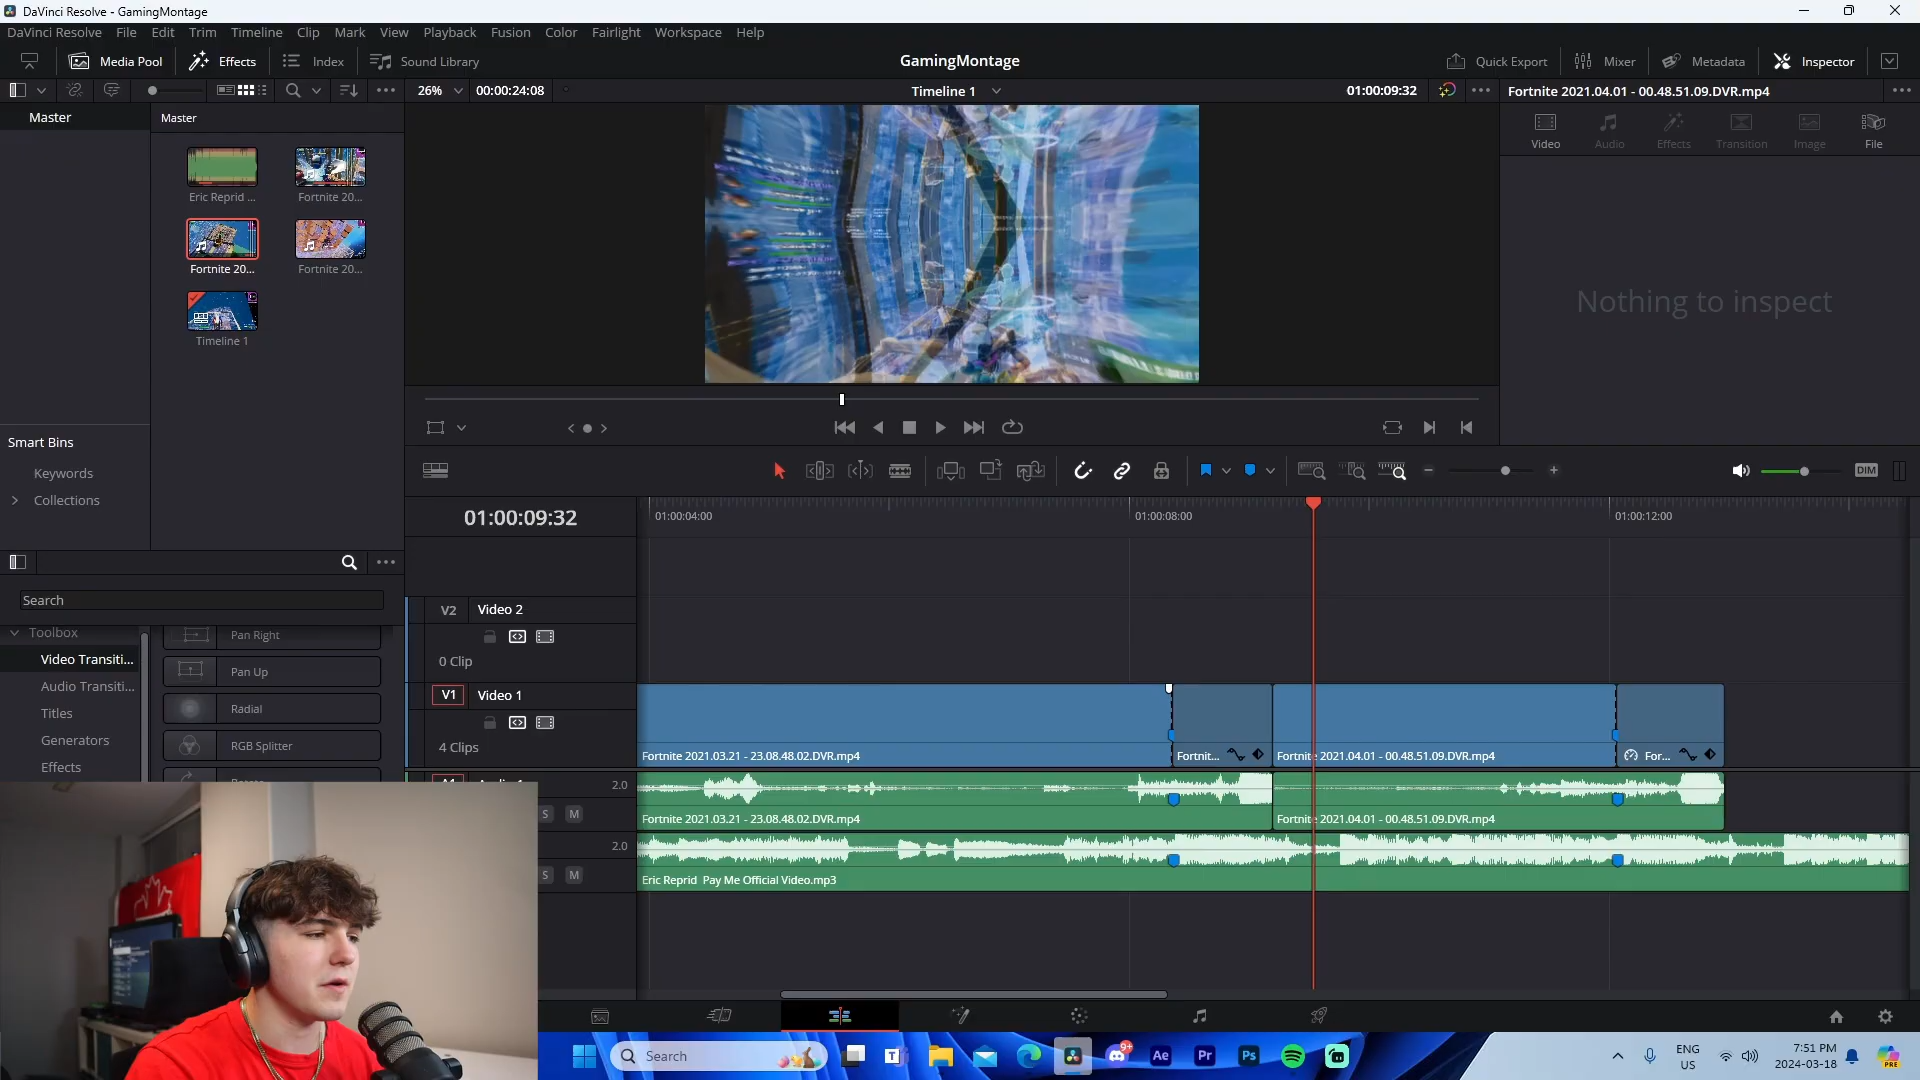 DaVinci Resolve - GamingMontage
DaVinci Resolve File Edit Trim Timeline Clip Mark View Playback Fusion Color Fairlight Workspace Help
Media Pool Effects Index Sound Library GamingMontage Quick Export Mixer Metadata Inspector
26% 00:00:24:08 Timeline 1 01:00:09:32 Fortnite 2021.04.01 - 00.48.51.09.DVR.mp4
Master Master
Video Audio Effects Transition Image File
Eric Reprid ... Fortnite 20...
Fortnite 20... Fortnite 20...
Timeline 1
Nothing to inspect
Smart Bins
Keywords
Collections
DIM
01:00:09:32 01:00:04:00 01:00:08:00 01:00:12:00
Search
Toolbox
Video Transiti...
Audio Transiti...
Titles
Generators
Effects
Pan Right
Pan Up
Radial
RGB Splitter
V2 Video 2
0 Clip
V1 Video 1
4 Clips
Fortnite 2021.03.21 - 23.08.48.02.DVR.mp4 Fortnit... Fortnite 2021.04.01 - 00.48.51.09.DVR.mp4 For...
2.0
S M
Fortnite 2021.03.21 - 23.08.48.02.DVR.mp4 Fortnite 2021.04.01 - 00.48.51.09.DVR.mp4
2.0
S M
Eric Reprid Pay Me Official Video.mp3
Search T 9+ Ae Pr Ps ENG
US
7:51 PM
2024-03-18
PRE